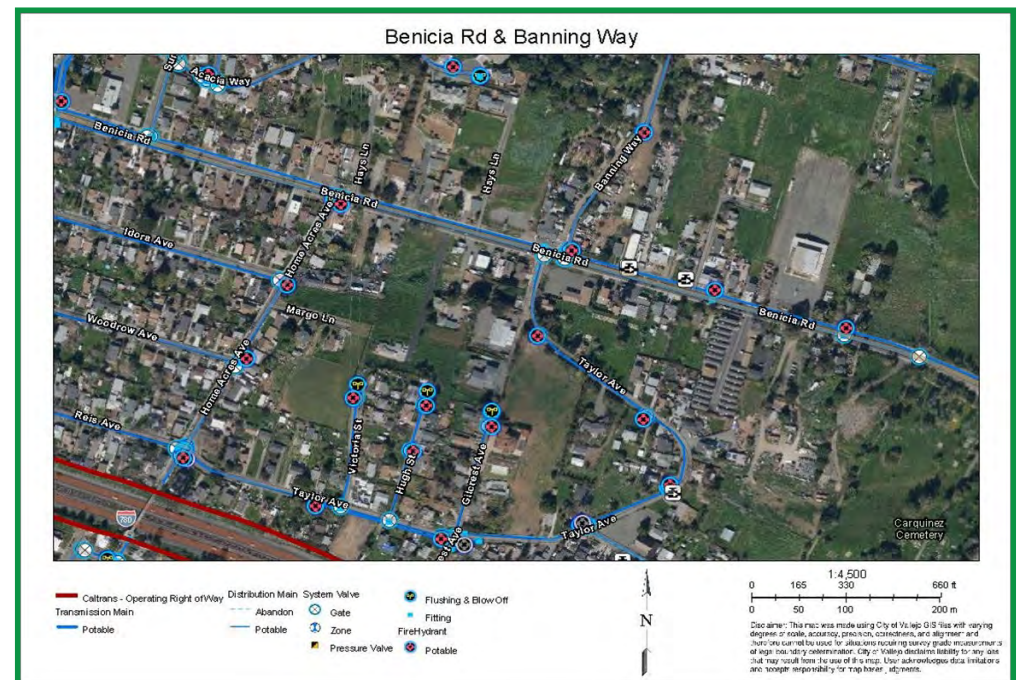 Benicia Rd & Banning Way
Acacia Way
Benicia Rd
Hays Ln
Hays Ln
Banning Way
Benicia Rd
Idora Ave
Home Acres Ave
Benicia Rd
Margo Ln
Benicia Rd
Woodrow Ave
Home Acres Ave
Taylor Ave
Reis Ave
Victoria St
Hugh St
Gilcrest Ave
Taylor Ave
Taylor Ave
780
Carquinez
Cemetery
Caltrans - Operating Right of Way
Transmission Main
Potable
Distribution Main
Abandon
Potable
System Valve
Gate
Zone
Pressure Valve
Flushing & Blow Off
Fitting
FireHydrant
Potable
N
1:4,500
0 165 330 660 ft
0 50 100 200 m
Disclaimer: This map was made using City of Vallejo GIS files with varying
degrees of scale, accuracy, precision, correctness, and alignment and
therefore cannot be used for situations requiring survey grade measurements
of legal boundary determination. City of Vallejo disclaims liability for any loss
that may result from the use of this map. User acknowledges data limitations
and accepts responsibility for map based judgments.